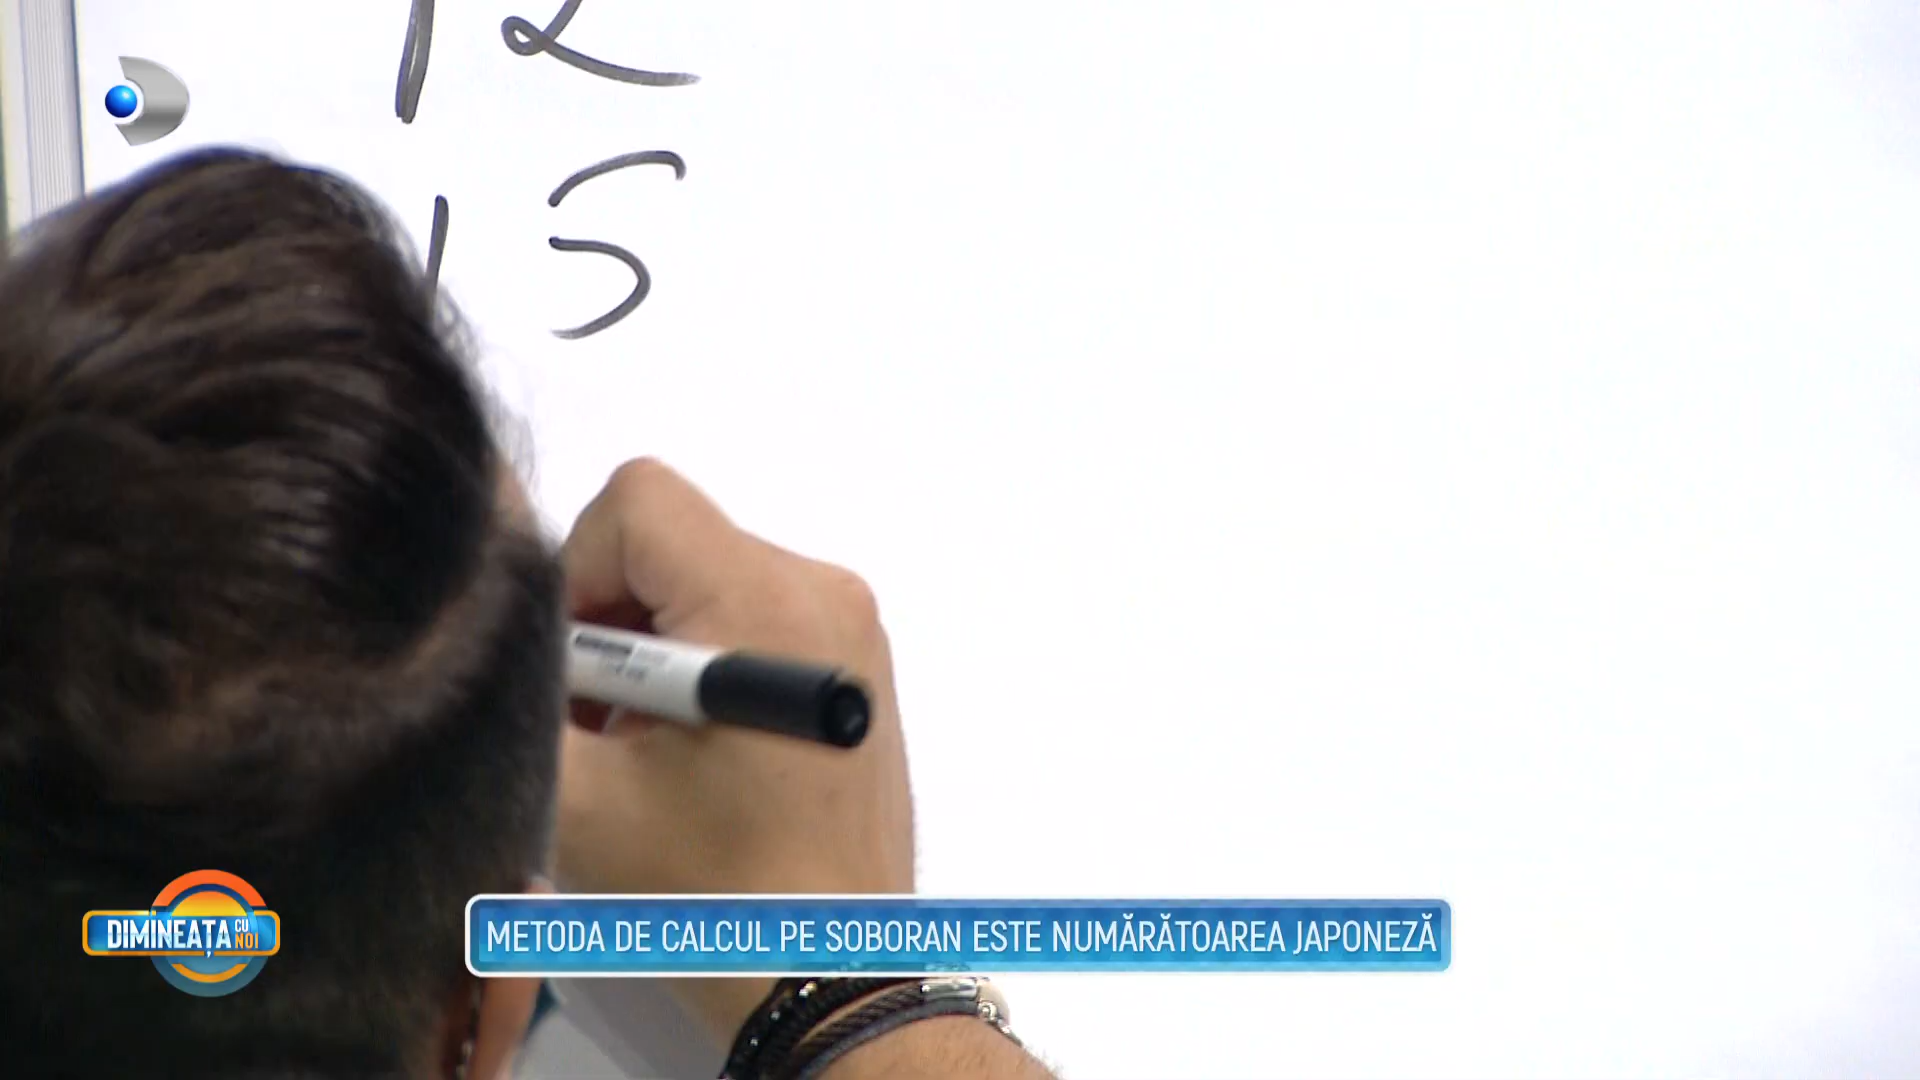 12
15
DIMINEAȚA CU NOI
METODA DE CALCUL PE SOBORAN ESTE NUMĂRĂTOAREA JAPONEZĂ